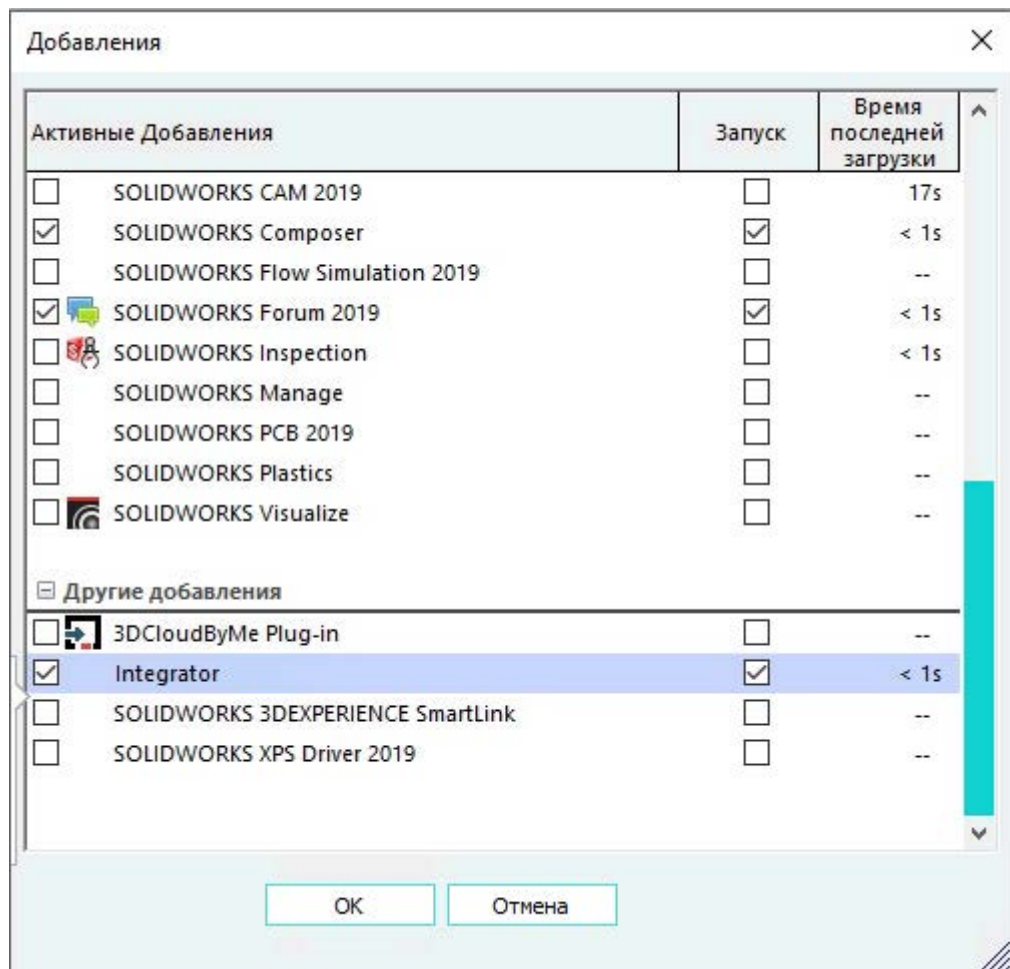 Добавления
Активные Добавления
Запуск
Время
последней
загрузки
SOLIDWORKS CAM 2019 17s
SOLIDWORKS Composer < 1s
SOLIDWORKS Flow Simulation 2019 --
SOLIDWORKS Forum 2019 < 1s
SOLIDWORKS Inspection < 1s
SOLIDWORKS Manage --
SOLIDWORKS PCB 2019 --
SOLIDWORKS Plastics --
SOLIDWORKS Visualize --
Другие добавления
3DCloudByMe Plug-in --
Integrator < 1s
SOLIDWORKS 3DEXPERIENCE SmartLink --
SOLIDWORKS XPS Driver 2019 --
OK Отмена